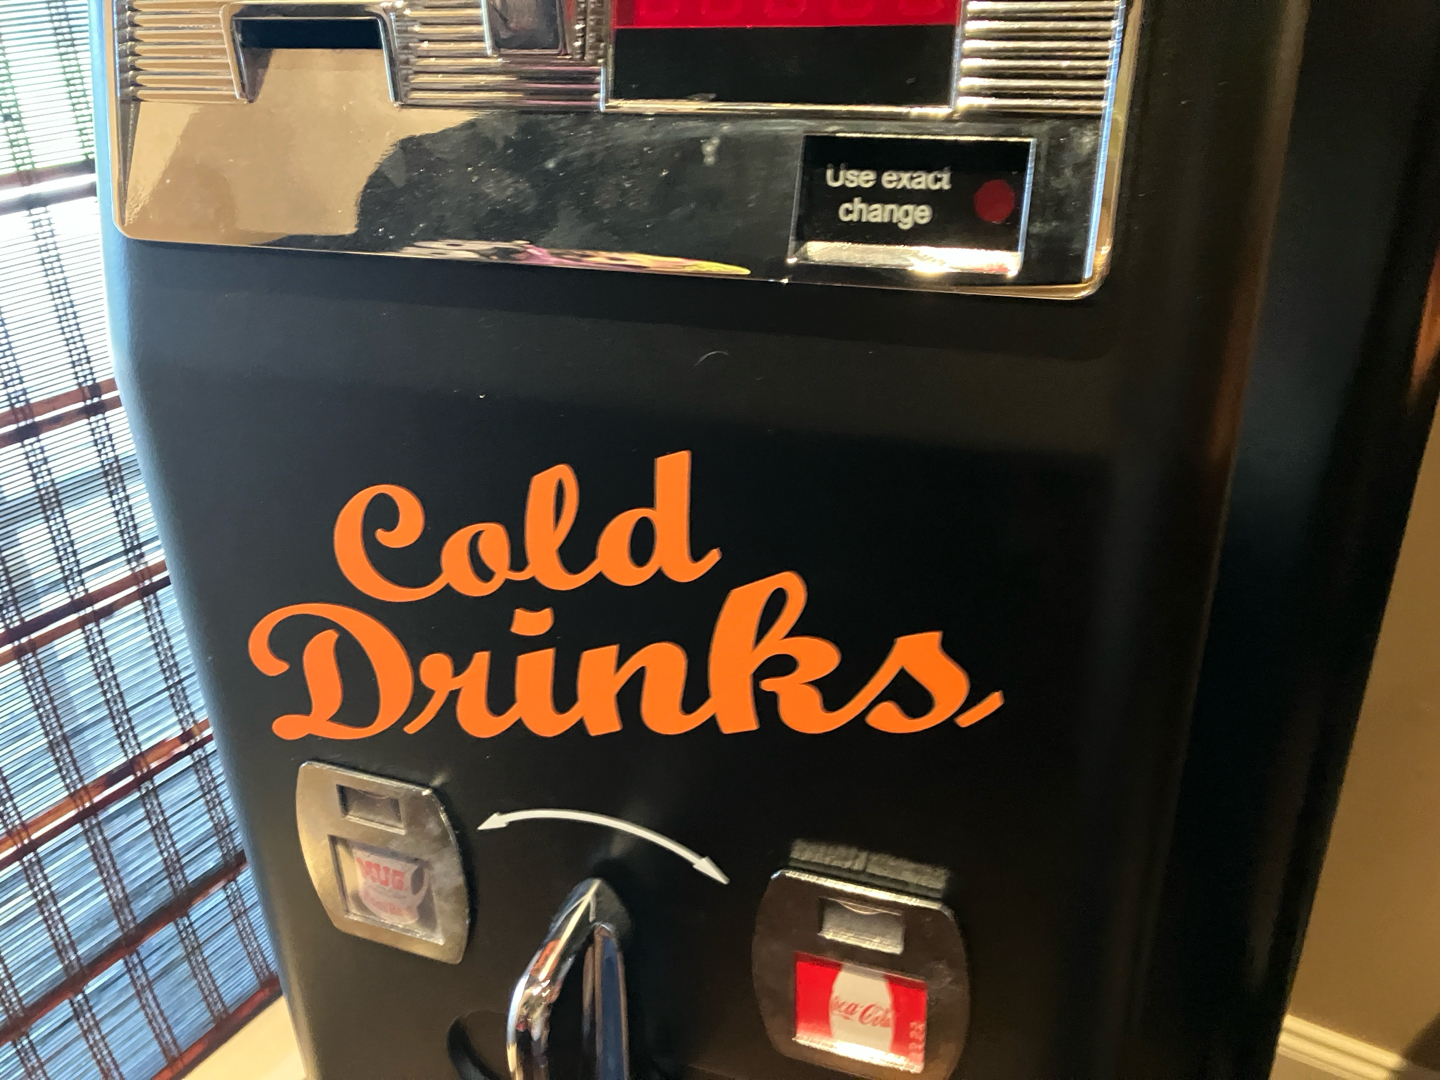 Use exact
change
Cold
Drinks
MUG
Coca-Cola